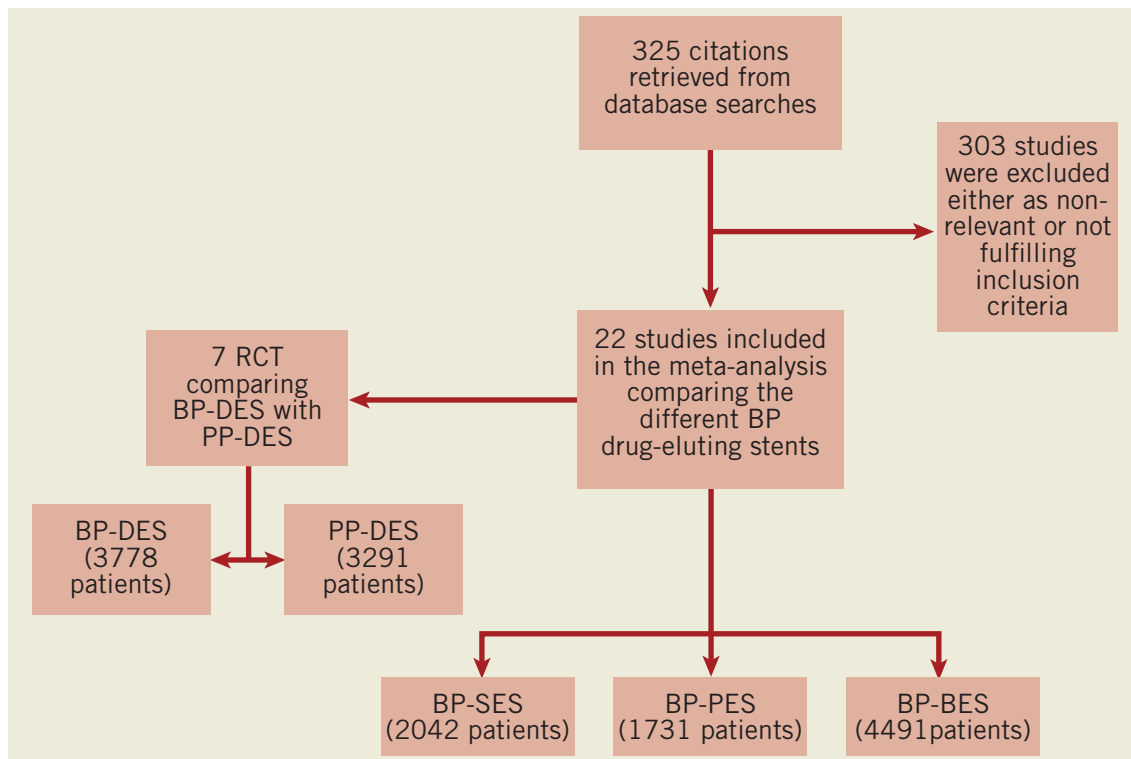 325 citations
retrieved from
database searches
303 studies
were excluded
either as non-
relevant or not
fulfilling
inclusion
criteria
22 studies included
in the meta-analysis
comparing the
different BP
drug-eluting stents
7 RCT
comparing
BP-DES with
PP-DES
BP-DES
(3778
patients)
PP-DES
(3291
patients)
BP-SES
(2042 patients)
BP-PES
(1731 patients)
BP-BES
(4491patients)